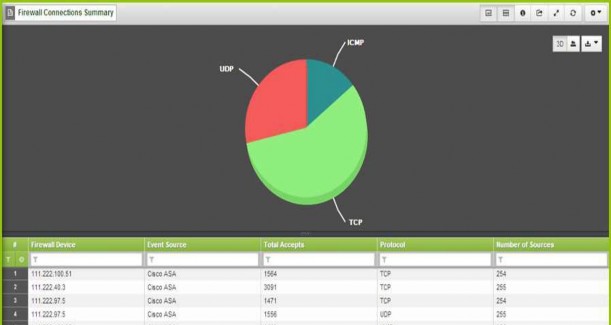 Firewall Connections Summary
3D
ICMP
UDP
TCP
# Firewall Device Event Source Total Accepts Protocol Number of Sources
1 111.222.100.51 Cisco ASA 1564 TCP 254
2 111.222.40.3 Cisco ASA 3091 TCP 255
3 111.222.97.5 Cisco ASA 1471 TCP 254
4 111.222.97.5 Cisco ASA 1556 UDP 255